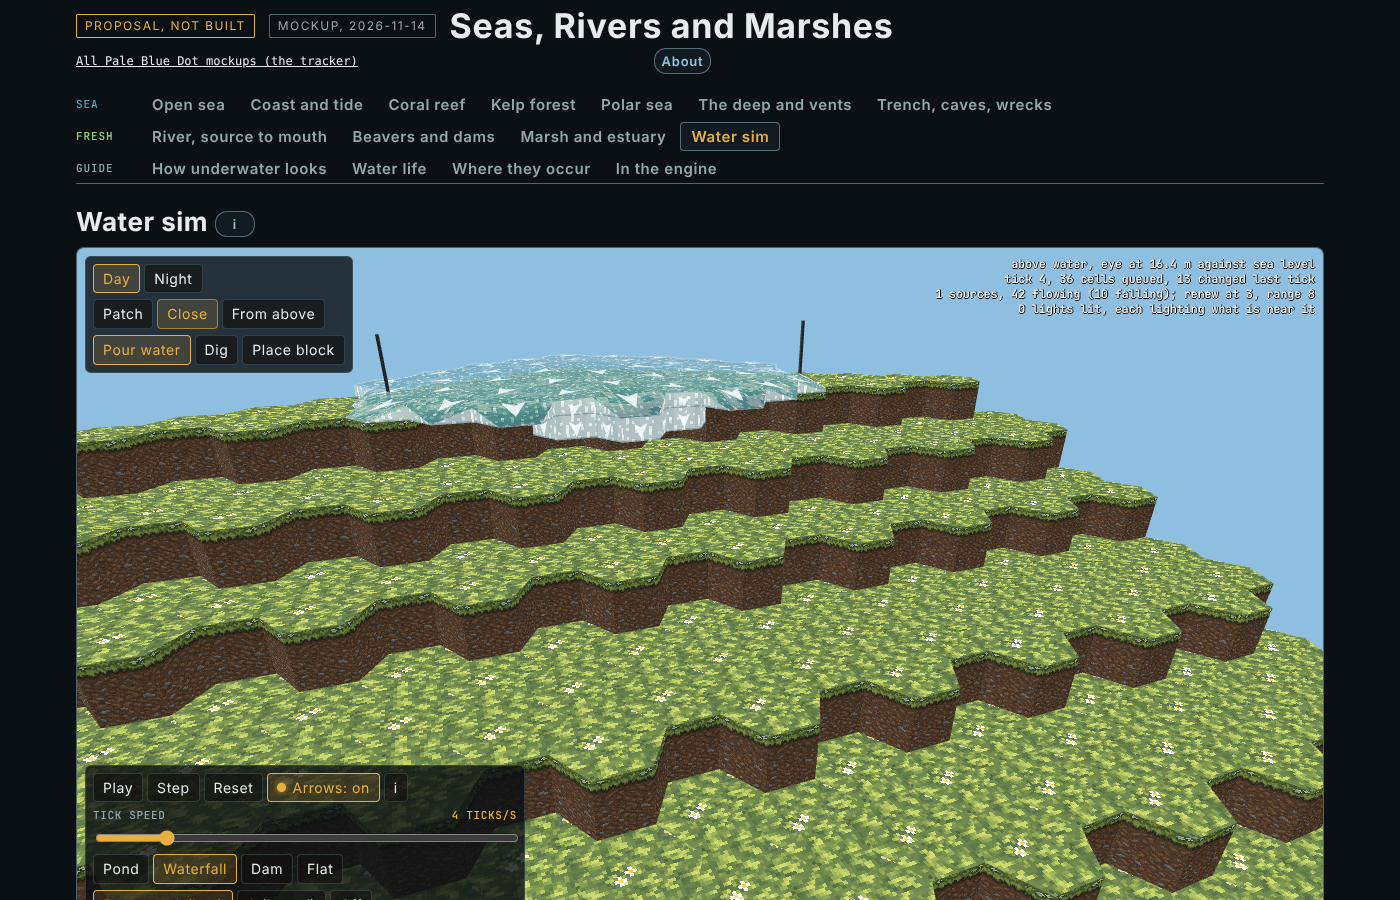 PROPOSAL, NOT BUILT
MOCKUP, 2026-11-14
Seas, Rivers and Marshes
All Pale Blue Dot mockups (the tracker)
About
SEA
Open sea
Coast and tide
Coral reef
Kelp forest
Polar sea
The deep and vents
Trench, caves, wrecks
FRESH
River, source to mouth
Beavers and dams
Marsh and estuary
Water sim
GUIDE
How underwater looks
Water life
Where they occur
In the engine
Water sim
i
Day
Night
Patch
Close
From above
Pour water
Dig
Place block
above water, eye at 16.4 m against sea level
tick 4, 36 cells queued, 13 changed last tick
1 sources, 42 flowing (10 falling); renew at 3, range 8
0 lights lit, each lighting what is near it
Play
Step
Reset
Arrows: on
i
TICK SPEED
4 TICKS/S
Pond
Waterfall
Dam
Flat